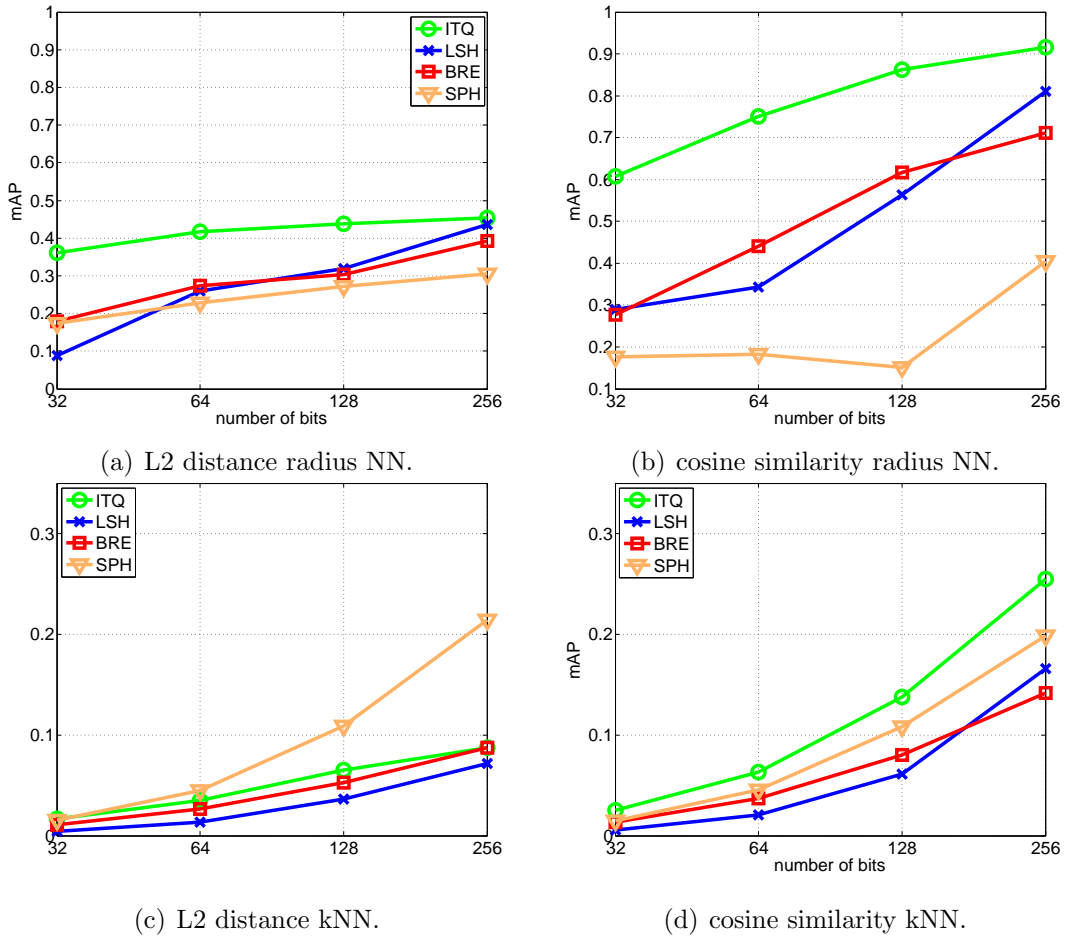 1
0.9
0.8
0.7
0.6
0.5
0.4
0.3
0.2
0.1
0
mAP
32 64 128 256
number of bits
ITQ
LSH
BRE
SPH
(a) L2 distance radius NN.
1
0.9
0.8
0.7
0.6
0.5
0.4
0.3
0.2
0.1
mAP
32 64 128 256
number of bits
(b) cosine similarity radius NN.
ITQ
LSH
BRE
SPH
0.3
0.2
0.1
0
32 64 128 256
(c) L2 distance kNN.
ITQ
LSH
BRE
SPH
0.3
0.2
0.1
0
mAP
32 64 128 256
number of bits
(d) cosine similarity kNN.